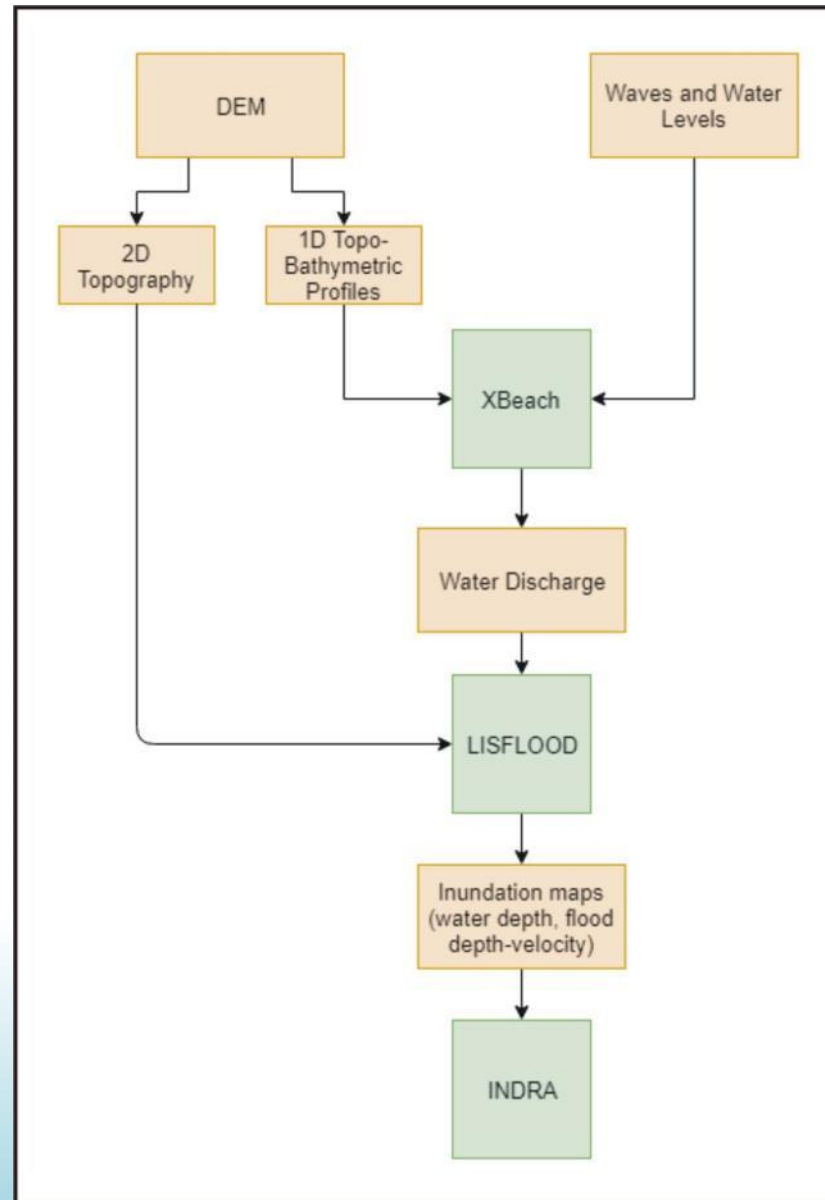 DEM
Waves and Water
Levels
2D
Topography
1D Topo-
Bathymetric
Profiles
XBeach
Water Discharge
LISFLOOD
Inundation maps
(water depth, flood
depth-velocity)
INDRA